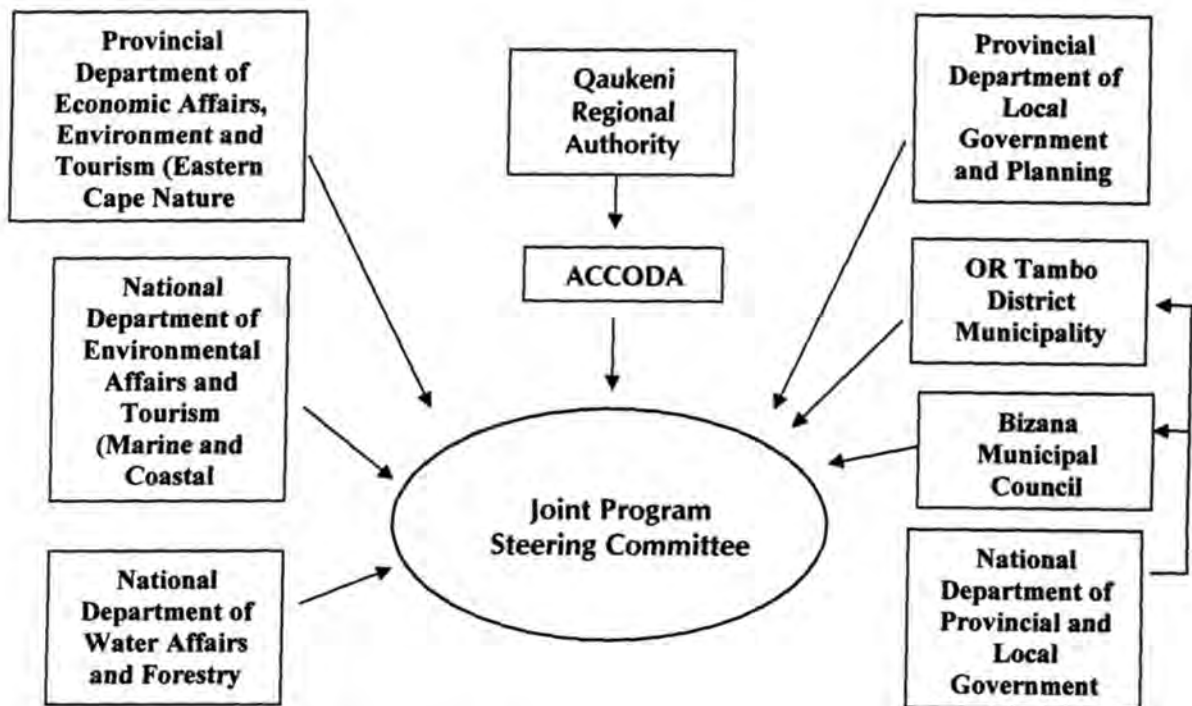 Provincial
Department of
Economic Affairs,
Environment and
Tourism (Eastern
Cape Nature
Qaukeni
Regional
Authority
Provincial
Department of
Local
Government
and Planning
National
Department of
Environmental
Affairs and
Tourism
(Marine and
Coastal
ACCODA
OR Tambo
District
Municipality
Bizana
Municipal
Council
Joint Program
Steering Committee
National
Department of
Water Affairs
and Forestry
National
Department of
Provincial and
Local
Government